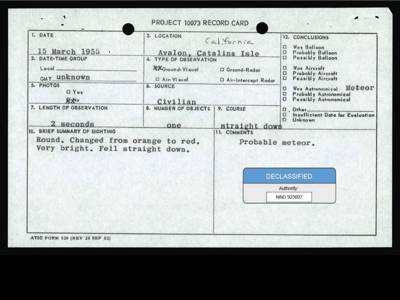 PROJECT 10073 RECORD CARD
1. DATE
15 March 1955
2. LOCATION
California
Avalon, Catalina Isle
12. CONCLUSIONS
□ Was Balloon
□ Probably Balloon
□ Possibly Balloon
□ Was Aircraft
□ Probably Aircraft
□ Possibly Aircraft
Was Astronomical Meteor
□ Probably Astronomical
□ Possibly Astronomical
□ Other
□ Insufficient Data for Evaluation
□ Unknown
3. DATE-TIME GROUP
Local
GMT unknown
4. TYPE OF OBSERVATION
Ground-Visual □ Ground-Radar
□ Air-Visual □ Air-Intercept Radar
5. PHOTOS
□ Yes
6. SOURCE
Civilian
7. LENGTH OF OBSERVATION
2 seconds
8. NUMBER OF OBJECTS
one
9. COURSE
straight down
10. BRIEF SUMMARY OF SIGHTING
Round. Changed from orange to red.
Very bright. Fell straight down.
11. COMMENTS
Probable meteor.
DECLASSIFIED
Authority:
ATIC FORM 329 (REV 26 SEP 52)